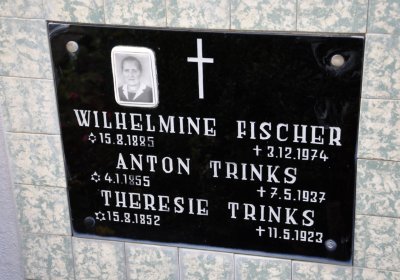 WILHELMINE FISCHER
✡15.8.1885 +3.12.1974
ANTON TRINKS
✡4.1.1855 +7.5.1937
THERESIE TRINKS
✡15.8.1852 +11.5.1923